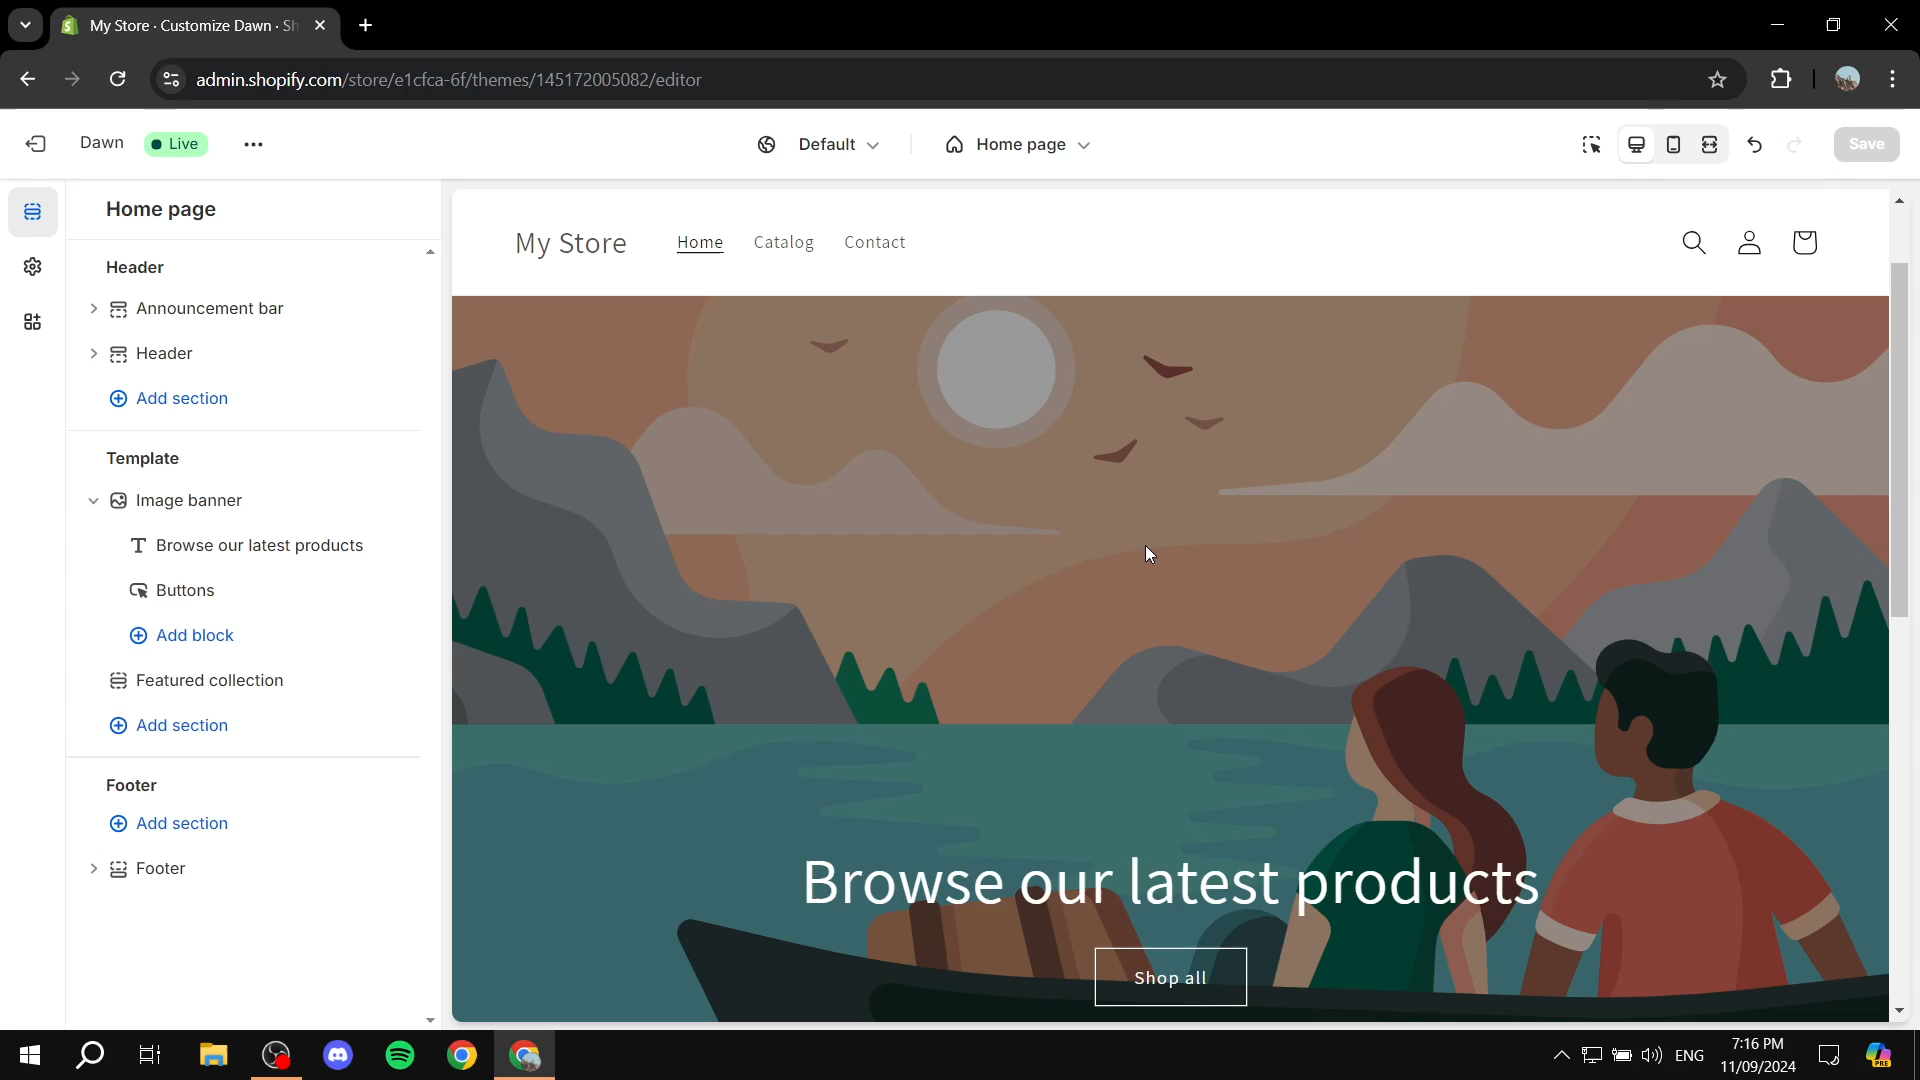 My Store · Customize Dawn · Sh
admin.shopify.com/store/e1cfca-6f/themes/145172005082/editor
Dawn
Live
Default
Home page
Save
Home page
Header
Announcement bar
Header
Add section
Template
Image banner
Browse our latest products
Buttons
Add block
Featured collection
Add section
Footer
Add section
Footer
My Store
Home
Catalog
Contact
Browse our latest products
Shop all
ENG
7:16 PM
11/09/2024
PRE